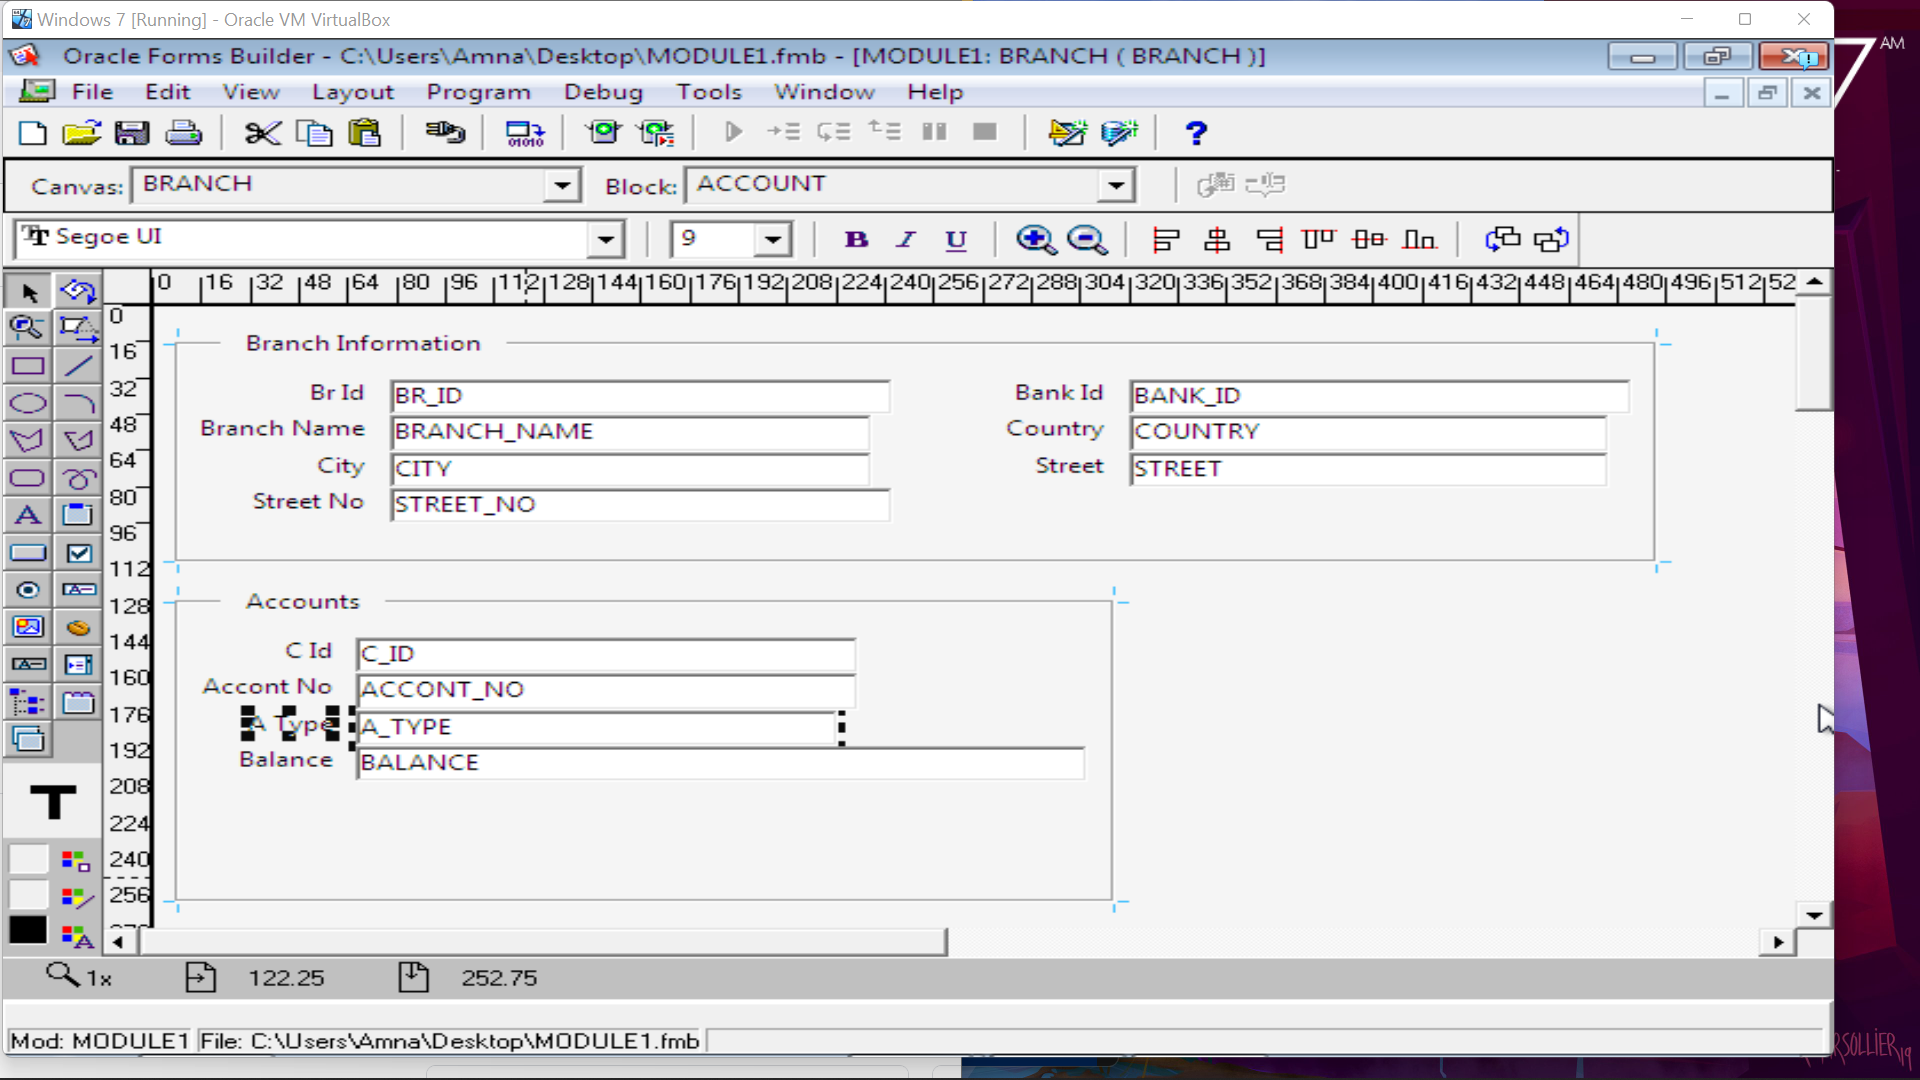 Windows 7 [Running] - Oracle VM VirtualBox
AM
Oracle Forms Builder - C:\Users\Amna\Desktop\MODULE1.fmb - [MODULE1: BRANCH ( BRANCH )]
File Edit View Layout Program Debug Tools Window Help
Canvas: BRANCH Block: ACCOUNT
Segoe UI 9 B I U
0 16 32 48 64 80 96 112 128 144 160 176 192 208 224 240 256 272 288 304 320 336 352 368 384 400 416 432 448 464 480 496 512 52
0
16
32
48
64
80
96
112
128
144
160
176
192
208
224
240
256
Branch Information
Br Id BR_ID Bank Id BANK_ID
Branch Name BRANCH_NAME Country COUNTRY
City CITY Street STREET
Street No STREET_NO
Accounts
C Id C_ID
Accont No ACCONT_NO
A Type A_TYPE
Balance BALANCE
1x 122.25 252.75
Mod: MODULE1 File: C:\Users\Amna\Desktop\MODULE1.fmb